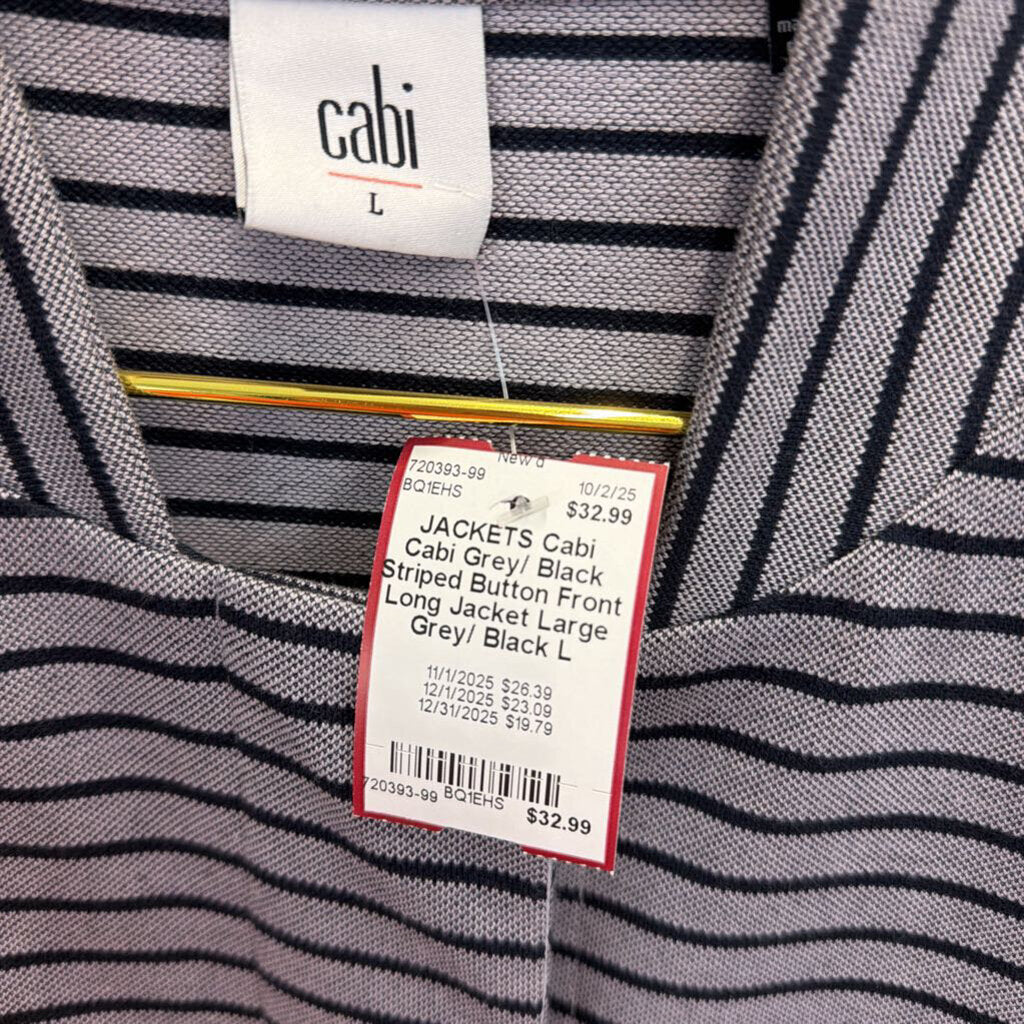 cabi
L
720393-99
BQ1EHS
10/2/25
$32.99
JACKETS Cabi
Cabi Grey/ Black
Striped Button Front
Long Jacket Large
Grey/ Black L
11/1/2025 $26.39
12/1/2025 $23.09
12/31/2025 $19.79
720393-99 BQ1EHS $32.99